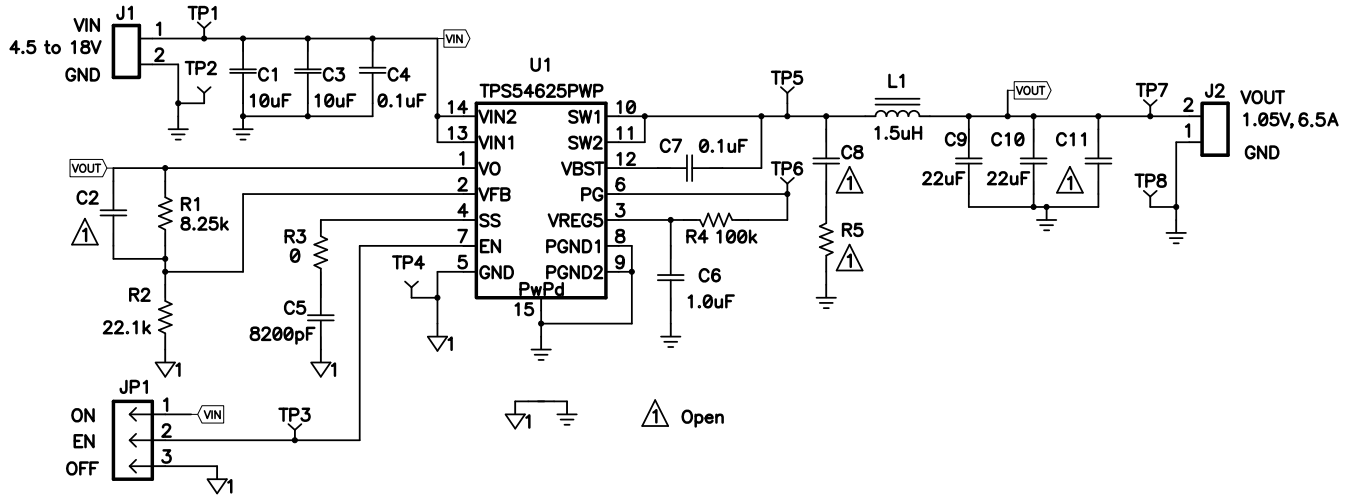 J1
VIN
4.5 to 18V
GND
1
2
TP1
TP2
VIN
C1
10uF
C3
10uF
C4
0.1uF
U1
TPS54625PWP
14
VIN2
13
VIN1
1
VO
2
VFB
4
SS
7
EN
5
GND
10
SW1
11
SW2
12
VBST
6
PG
3
VREG5
8
PGND1
9
PGND2
PwPd
15
VOUT
C2
1
R1
8.25k
R2
22.1k
1
R3
0
C5
8200pF
1
TP4
1
C7 0.1uF
TP5
TP6
R4 100k
C6
1.0uF
C8
1
R5
1
L1
1.5uH
VOUT
C9
22uF
C10
22uF
C11
1
TP7
TP8
J2
2
1
VOUT
1.05V, 6.5A
GND
JP1
ON
EN
OFF
1
2
3
VIN
TP3
1
1
1 Open